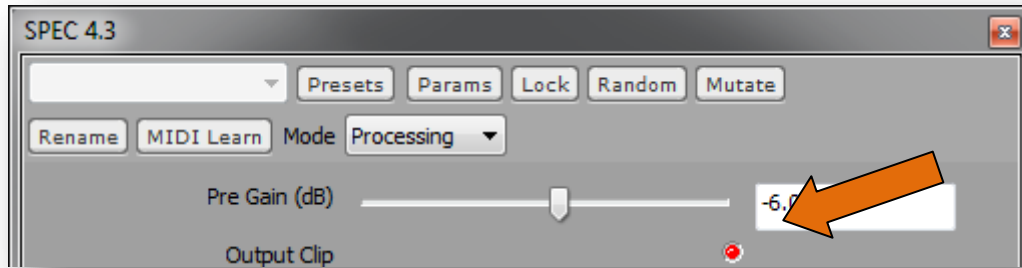 SPEC 4.3
Presets Params Lock Random Mutate
Rename MIDI Learn Mode Processing
Pre Gain (dB)
Output Clip